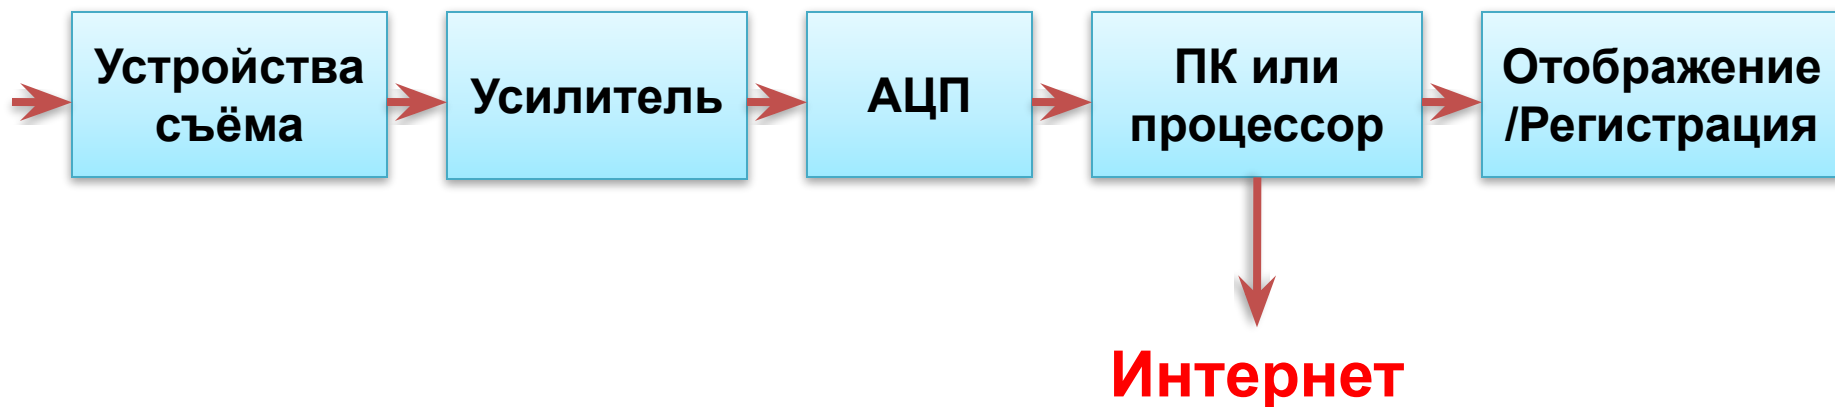 Устройства
съёма
Усилитель
АЦП
ПК или
процессор
Отображение
/Регистрация
Интернет